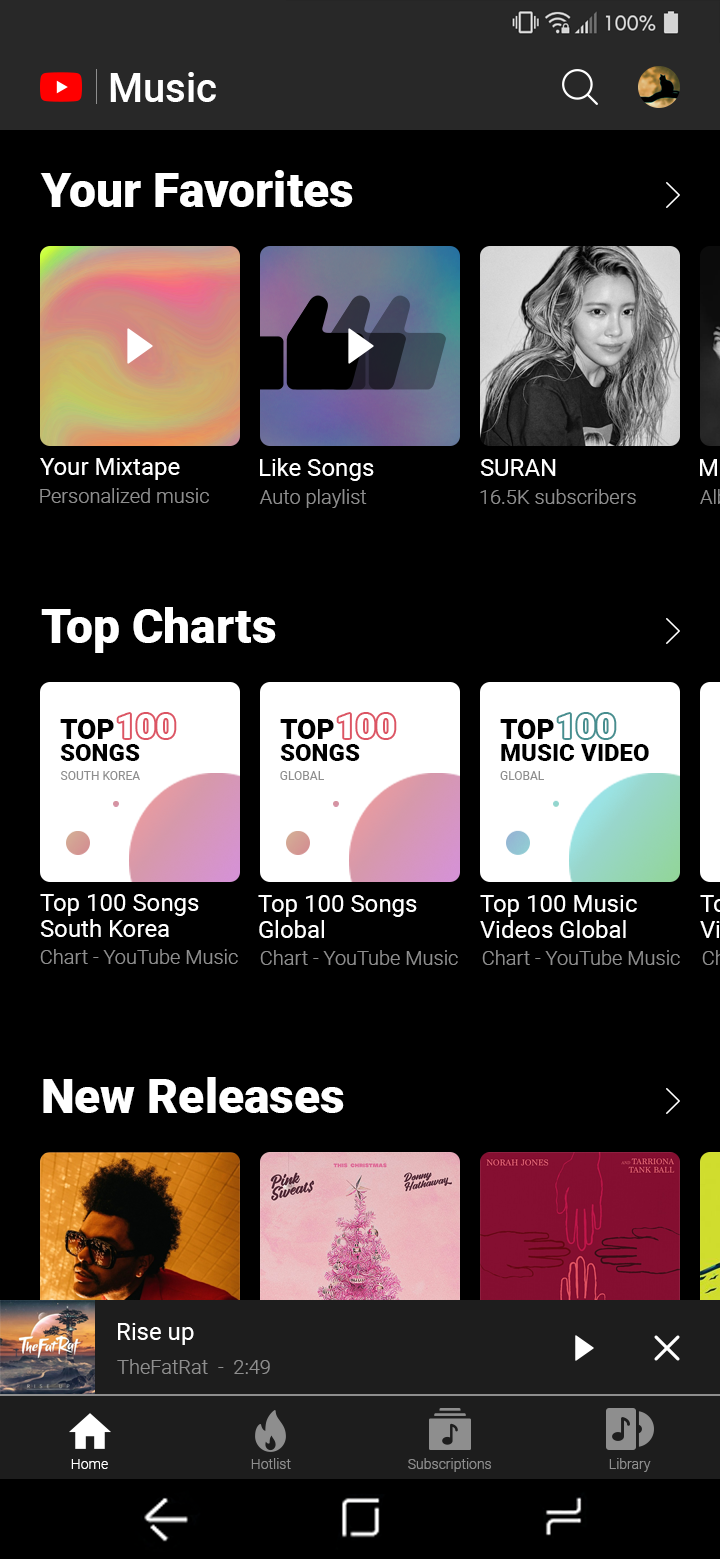 100%
Music
Your Favorites
Your Mixtape
Personalized music
Like Songs
Auto playlist
SURAN
16.5K subscribers
M
Al
Top Charts
TOP 100
SONGS
SOUTH KOREA
TOP 100
SONGS
GLOBAL
TOP 100
MUSIC VIDEO
GLOBAL
Top 100 Songs
South Korea
Chart - YouTube Music
Top 100 Songs
Global
Chart - YouTube Music
Top 100 Music
Videos Global
Chart - YouTube Music
To
Vi
Ch
New Releases
THIS CHRISTMAS
Pink
Sweat$
Donny
Hathaway
NORAH JONES
AND TARRIONA
TANK BALL
TheFatRat
RISE UP
Rise up
TheFatRat - 2:49
Home
Hotlist
Subscriptions
Library